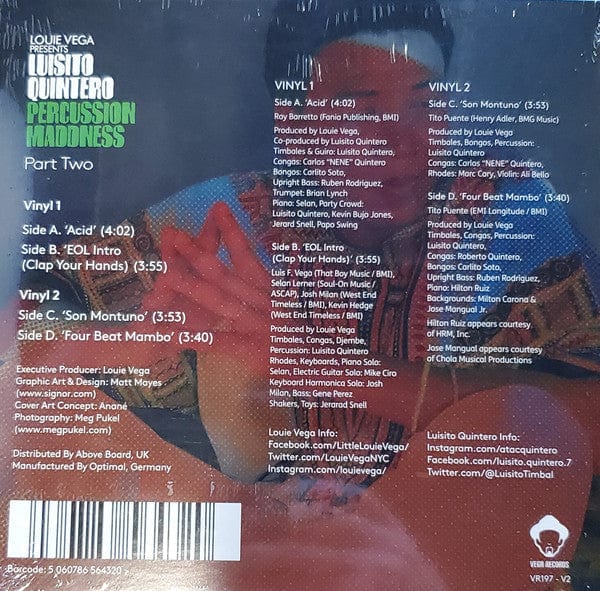 LOUIE VEGA
PRESENTS
LUISITO
QUINTERO
PERCUSSION
MADDNESS
Part Two
Vinyl 1
Side A. 'Acid' (4:02)
Side B. 'EOL Intro
(Clap Your Hands) (3:55)
Vinyl 2
Side C. 'Son Montuno' (3:53)
Side D. 'Four Beat Mambo' (3:40)
Executive Producer: Louie Vega
Graphic Art & Design: Matt Mayes
(www.signor.com)
Cover Art Concept: Anané
Photography: Meg Pukel
(www.megpukel.com)
Distributed By Above Board, UK
Manufactured By Optimal, Germany
Barcode: 5 060786 564320
VINYL 1
Side A. 'Acid' (4:02)
Ray Barretto (Fania Publishing, BMI)
Produced by Louie Vega,
Co-produced by Luisito Quintero
Timbales & Guiro: Luisito Quintero,
Congas: Carlos "NENE" Quintero,
Bongos: Carlito Soto,
Upright Bass: Ruben Rodriguez,
Trumpet: Brian Lynch
Piano: Selan, Party Crowd:
Luisito Quintero, Kevin Bujo Jones,
Jerard Snell, Papo Swing
Side B. 'EOL Intro
(Clap Your Hands)' (3:55)
Luis F. Vega (That Boy Music / BMI),
Selan Lerner (Soul-On Music /
ASCAP), Josh Milan (West End
Timeless / BMI), Kevin Hedge
(West End Timeless / BMI)
Produced by Louie Vega
Timbales, Congas, Djembe,
Percussion: Luisito Quintero
Rhodes, Keyboards, Piano Solo:
Selan, Electric Guitar Solo: Mike Ciro
Keyboard Harmonica Solo: Josh
Milan, Bass: Gene Perez
Shakers, Toys: Jerarad Snell
Louie Vega Info:
Facebook.com/LittleLouieVega/
Twitter.com/LouieVegaNYC
Instagram.com/louievega/
VINYL 2
Side C. 'Son Montuno' (3:53)
Tito Puente (Henry Adler, BMG Music)
Produced by Louie Vega
Timbales, Bongos, Percussion:
Luisito Quintero
Congas: Carlos "NENE" Quintero,
Rhodes: Marc Cary, Violin: Ali Bello
Side D. 'Four Beat Mambo' (3:40)
Tito Puente (EMI Longitude / BMI)
Produced by Louie Vega
Timbales, Congas, Percussion:
Luisito Quintero,
Congas: Roberto Quintero,
Bongos: Carlito Soto,
Upright Bass: Ruben Rodriguez,
Piano: Hilton Ruiz
Backgrounds: Milton Carona &
Jose Mangual Jr.
Hilton Ruiz appears courtesy
of HRM, Inc.
Jose Mangual appears courtesy
of Chola Musical Productions
Luisito Quintero Info:
Instagram.com/atacquintero
Facebook.com/luisito.quintero.7
Twitter.com/@LuisitoTimbal
VEGA RECORDS
VR197 - V2